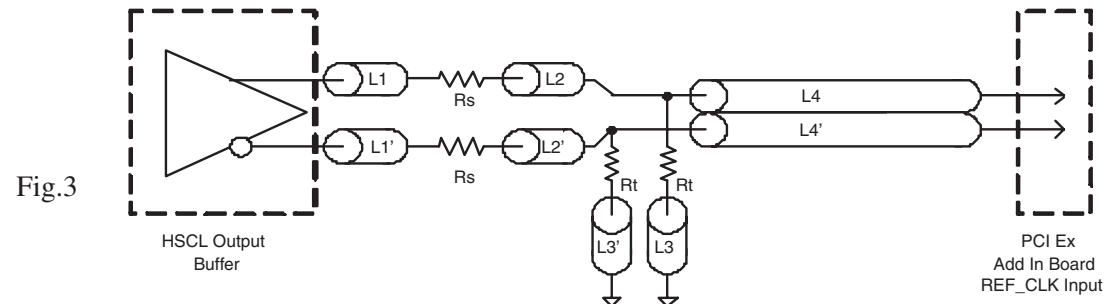 L1
Rs
L2
L4
L1'
Rs
L2'
L4'
Rt
Rt
L3'
L3
Fig.3
HSCL Output
Buffer
PCI Ex
Add In Board
REF_CLK Input